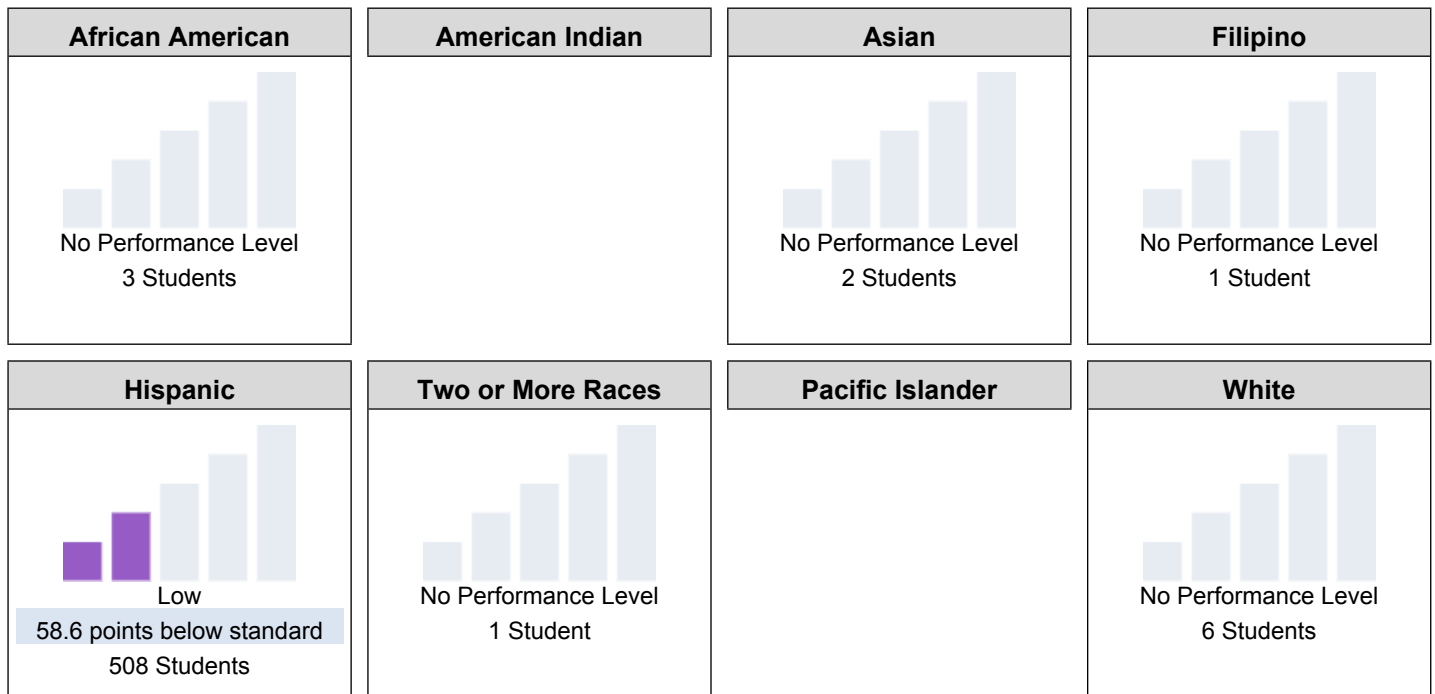 African American
American Indian
Asian
Filipino
No Performance Level
3 Students
No Performance Level
2 Students
No Performance Level
1 Student
Hispanic
Two or More Races
Pacific Islander
White
Low
58.6 points below standard
508 Students
No Performance Level
1 Student
No Performance Level
6 Students